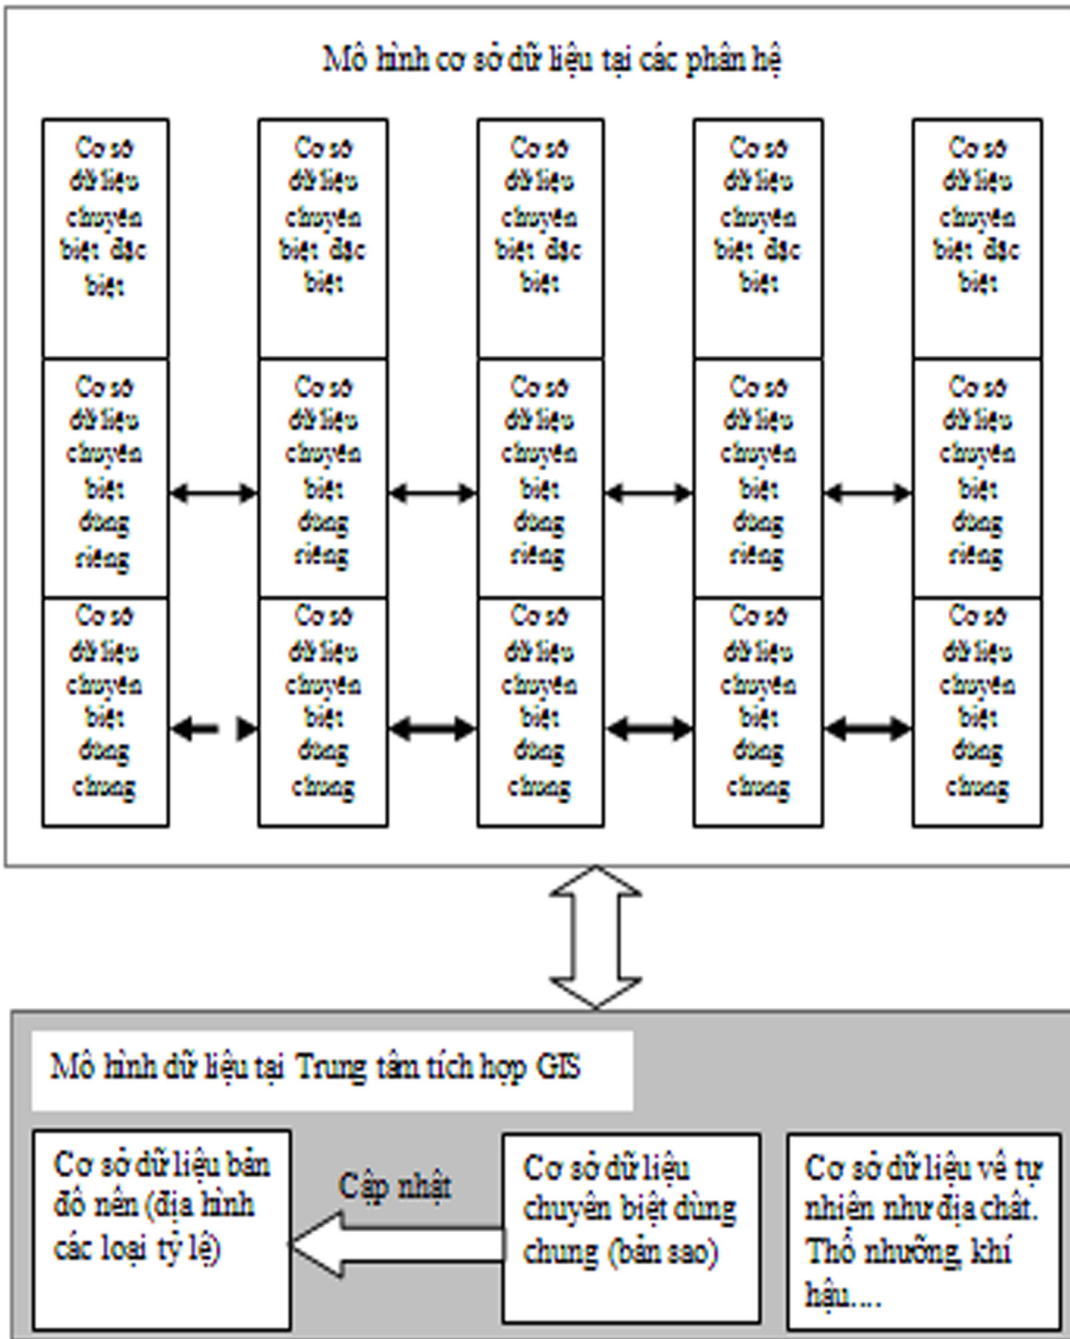 Mô hình cơ sở dữ liệu tại các phân hệ
Cơ sở
dữ liệu
chuyên
biệt đặc
biệt
Cơ sở
dữ liệu
chuyên
biệt đặc
biệt
Cơ sở
dữ liệu
chuyên
biệt đặc
biệt
Cơ sở
dữ liệu
chuyên
biệt đặc
biệt
Cơ sở
dữ liệu
chuyên
biệt đặc
biệt
Cơ sở
dữ liệu
chuyên
biệt
dùng
riêng
Cơ sở
dữ liệu
chuyên
biệt
dùng
riêng
Cơ sở
dữ liệu
chuyên
biệt
dùng
riêng
Cơ sở
dữ liệu
chuyên
biệt
dùng
riêng
Cơ sở
dữ liệu
chuyên
biệt
dùng
riêng
Cơ sở
dữ liệu
chuyên
biệt
dùng
chung
Cơ sở
dữ liệu
chuyên
biệt
dùng
chung
Cơ sở
dữ liệu
chuyên
biệt
dùng
chung
Cơ sở
dữ liệu
chuyên
biệt
dùng
chung
Cơ sở
dữ liệu
chuyên
biệt
dùng
chung
Mô hình dữ liệu tại Trung tâm tích hợp GIS
Cơ sở dữ liệu bản
đồ nền (địa hình
các loại tỷ lệ)
Cập nhật
Cơ sở dữ liệu
chuyên biệt dùng
chung (bản sao)
Cơ sở dữ liệu về tự
nhiên như địa chất.
Thổ nhưỡng, khí
hậu....